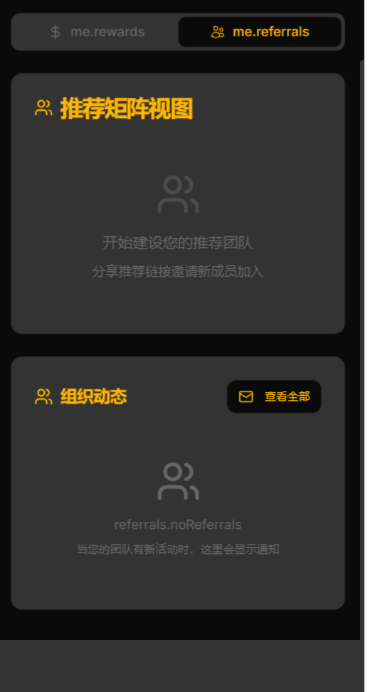 me.rewards
me.referrals
推荐矩阵视图
开始建设您的推荐团队
分享推荐链接邀请新成员加入
组织动态
查看全部
referrals.noReferrals
当您的团队有新活动时，这里会显示通知